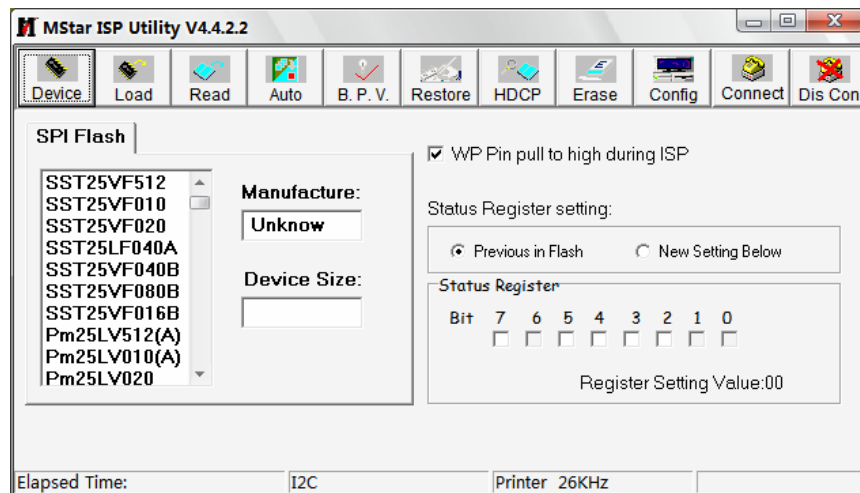 MStar ISP Utility V4.4.2.2
Device Load Read Auto B. P. V. Restore HDCP Erase Config Connect Dis Con
SPI Flash
SST25VF512
SST25VF010
SST25VF020
SST25LF040A
SST25VF040B
SST25VF080B
SST25VF016B
Pm25LV512(A)
Pm25LV010(A)
Pm25LV020
Manufacture:
Unknow
Device Size:
WP Pin pull to high during ISP
Status Register setting:
Previous in Flash New Setting Below
Status Register
Bit 7 6 5 4 3 2 1 0
Register Setting Value:00
Elapsed Time: I2C Printer 26KHz